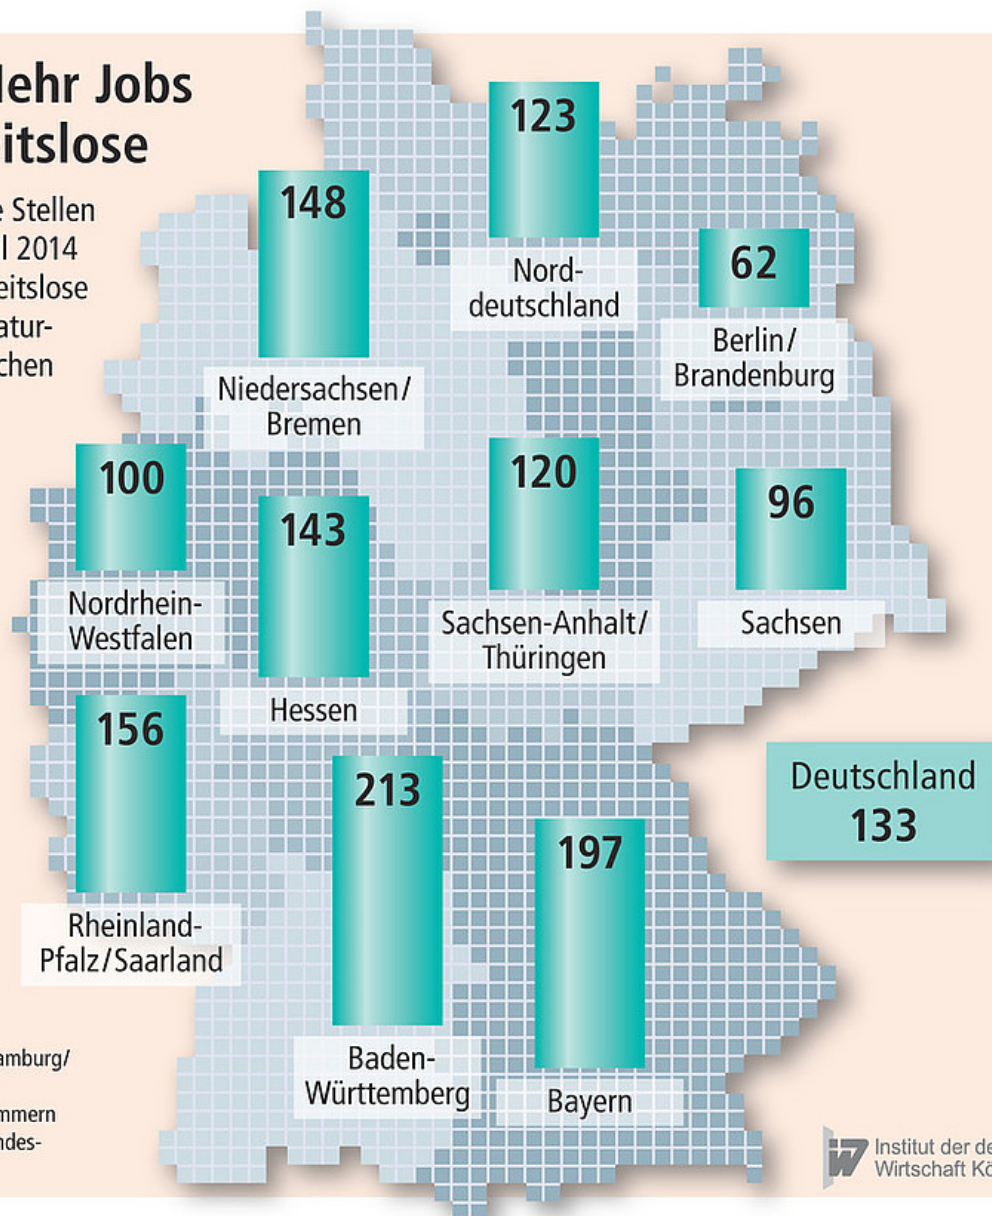 ehr Jobs
itslose
Stellen
l 2014
eitslose
atur-
chen
123
148
Nord-
deutschland
62
Berlin/
Brandenburg
Niedersachsen/
Bremen
100
143
120
96
Nordrhein-
Westfalen
Sachsen-Anhalt/
Thüringen
Sachsen
Hessen
156
213
197
Deutschland
133
Rheinland-
Pfalz/Saarland
amburg/
mmern
ndes-
Baden-
Württemberg
Bayern
iw
Institut der de
Wirtschaft Kö